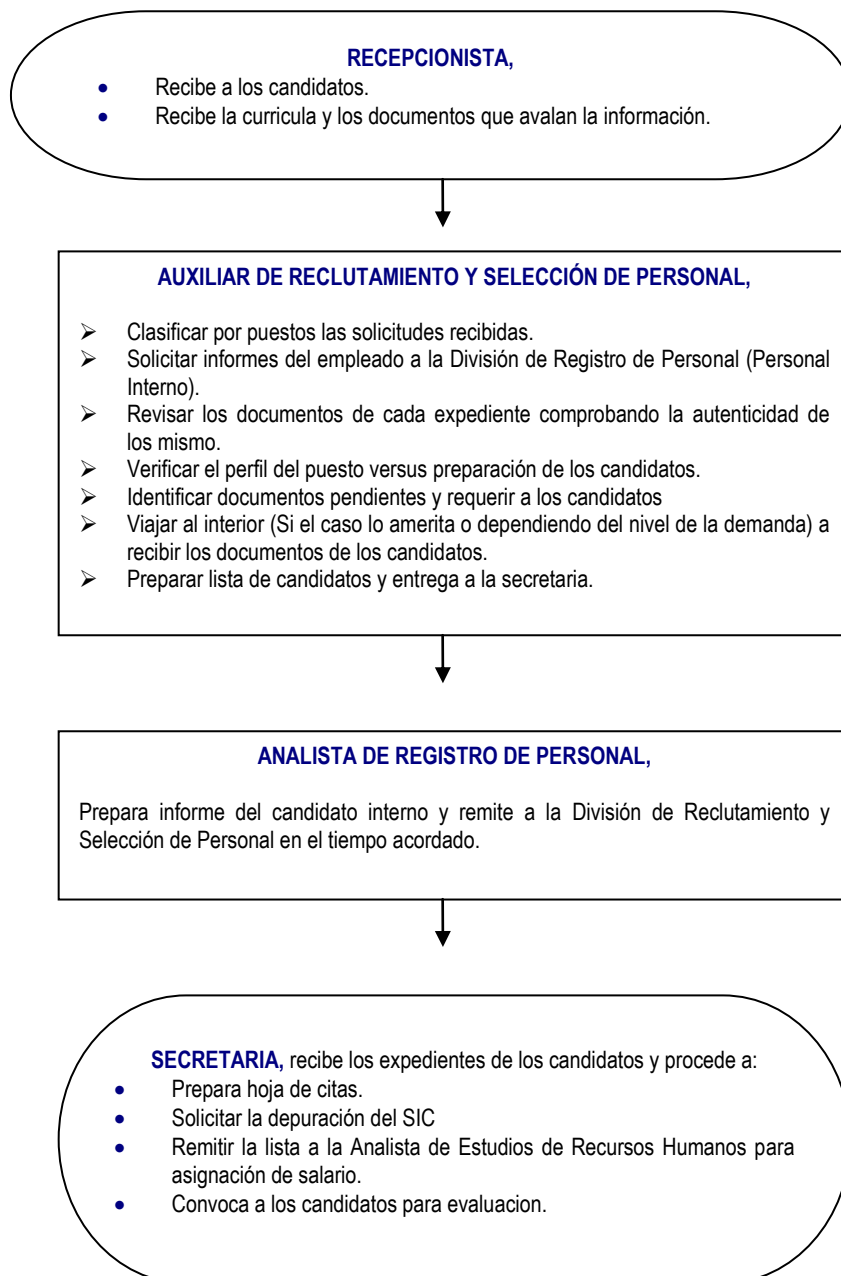 RECEPCIONISTA,
• Recibe a los candidatos.
• Recibe la curricula y los documentos que avalan la información.
AUXILIAR DE RECLUTAMIENTO Y SELECCIÓN DE PERSONAL,
➢ Clasificar por puestos las solicitudes recibidas.
➢ Solicitar informes del empleado a la División de Registro de Personal (Personal
Interno).
➢ Revisar los documentos de cada expediente comprobando la autenticidad de
los mismo.
➢ Verificar el perfil del puesto versus preparación de los candidatos.
➢ Identificar documentos pendientes y requerir a los candidatos
➢ Viajar al interior (Si el caso lo amerita o dependiendo del nivel de la demanda) a
recibir los documentos de los candidatos.
➢ Preparar lista de candidatos y entrega a la secretaria.
ANALISTA DE REGISTRO DE PERSONAL,
Prepara informe del candidato interno y remite a la División de Reclutamiento y
Selección de Personal en el tiempo acordado.
SECRETARIA, recibe los expedientes de los candidatos y procede a:
• Prepara hoja de citas.
• Solicitar la depuración del SIC
• Remitir la lista a la Analista de Estudios de Recursos Humanos para
asignación de salario.
• Convoca a los candidatos para evaluacion.